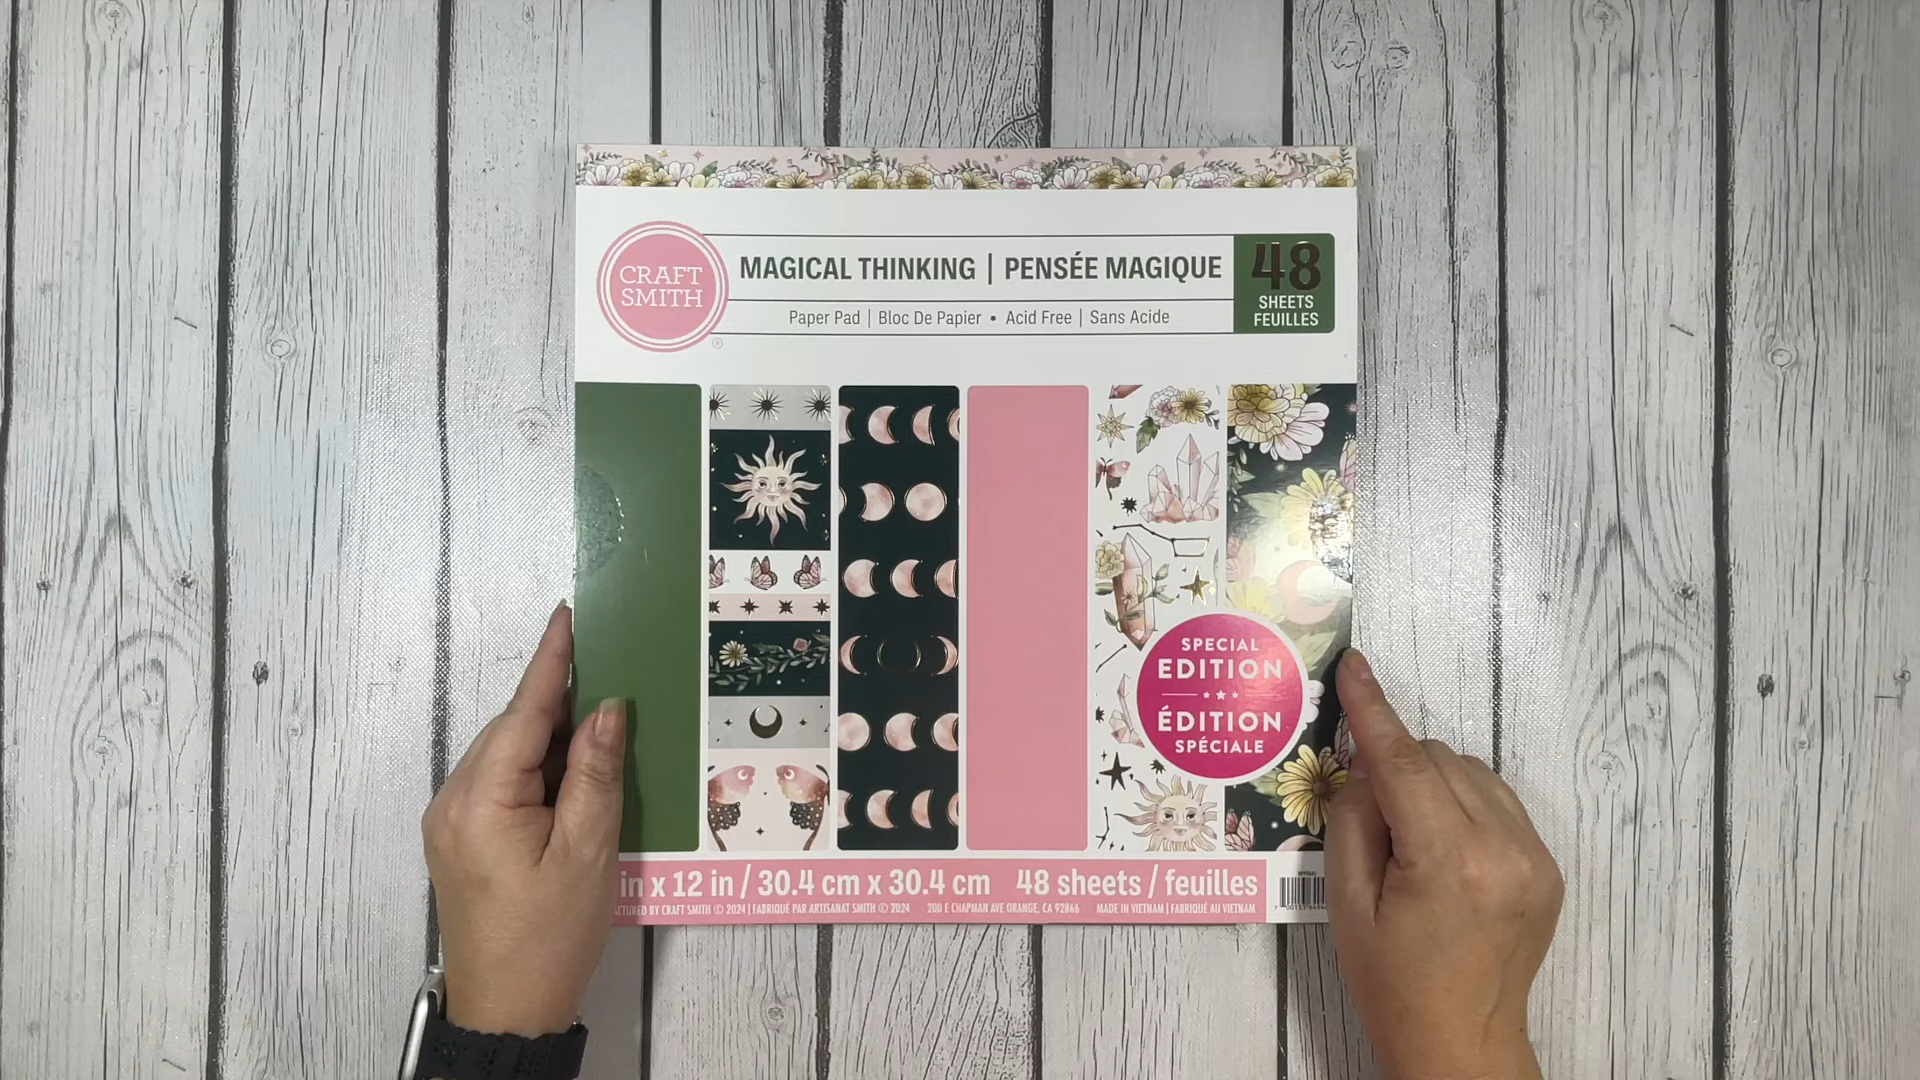 CRAFT
SMITH
®
MAGICAL THINKING | PENSÉE MAGIQUE
Paper Pad | Bloc De Papier • Acid Free | Sans Acide
48
SHEETS
FEUILLES
SPECIAL
EDITION
ÉDITION
SPÉCIALE
in x 12 in / 30.4 cm x 30.4 cm 48 sheets / feuilles
BY CRAFT SMITH © 2024 | FABRIQUÉ PAR ARTISANAT SMITH © 2024 200 E CHAPMAN AVE ORANGE, CA 92866 MADE IN VIETNAM | FABRIQUÉ AU VIETNAM